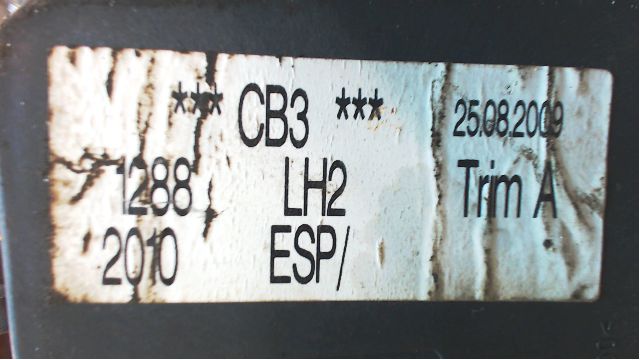 *** CB3 *** 25.08.2009
1288 LH2 Trim A
2010 ESP/